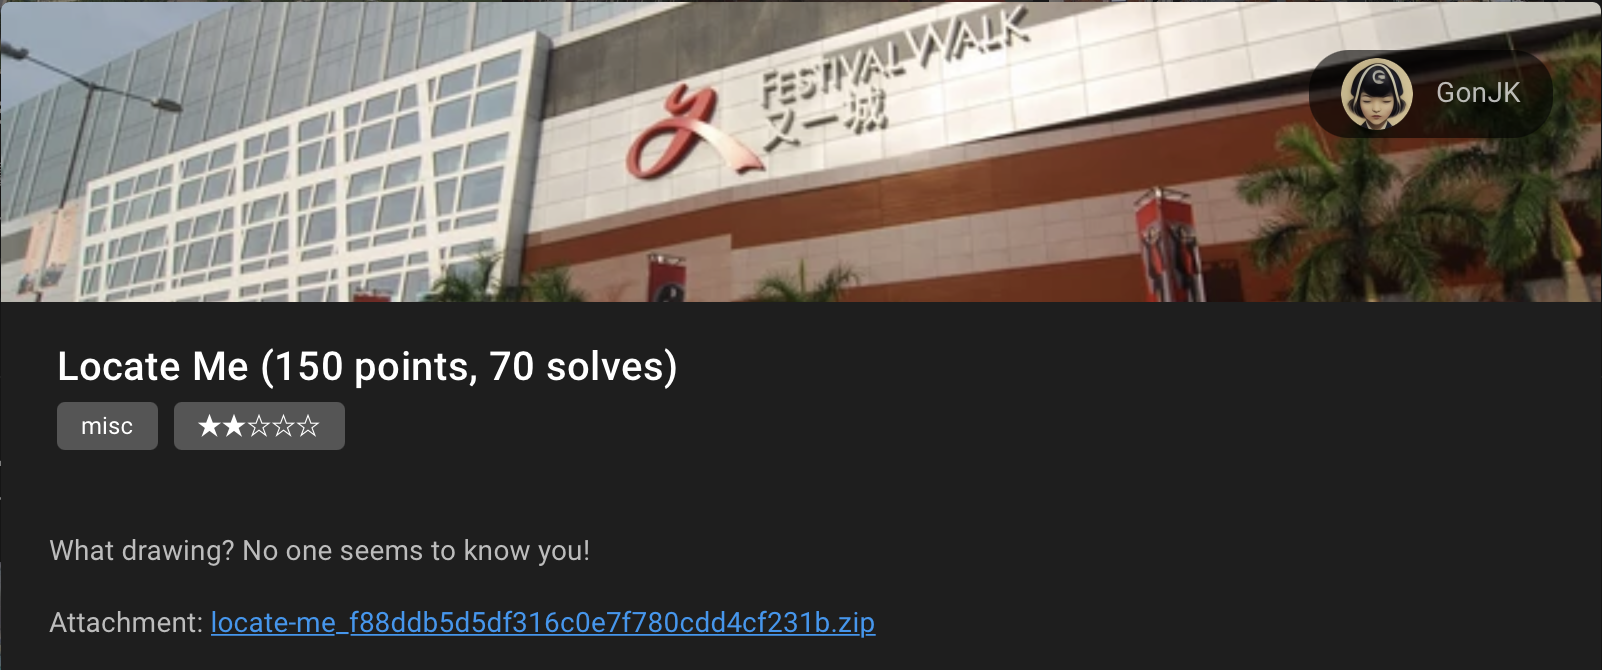 FESTIVAL WALK
又一城
GonJK
Locate Me (150 points, 70 solves)
misc
★★☆☆☆
What drawing? No one seems to know you!
Attachment: locate-me_f88ddb5d5df316c0e7f780cdd4cf231b.zip